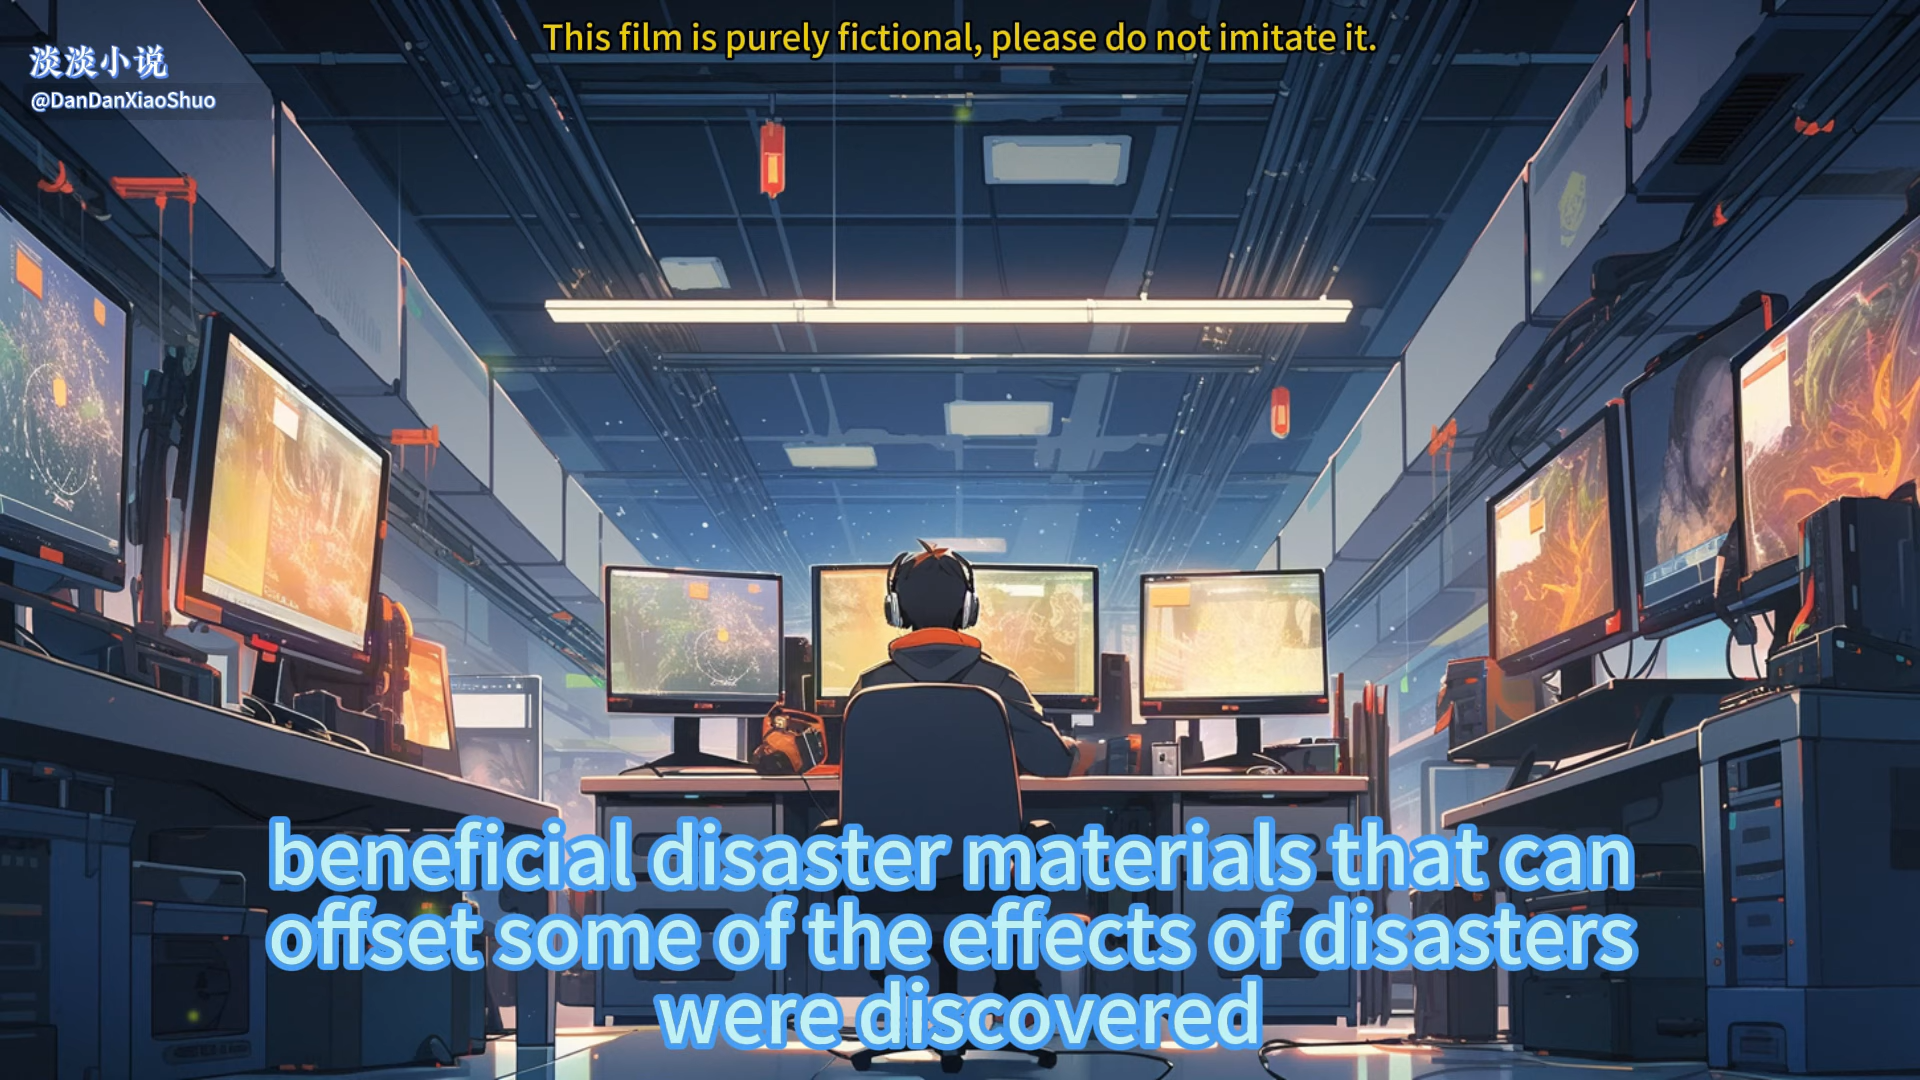 This film is purely fictional, please do not imitate it.
淡淡小说
@DanDanXiaoShuo
beneficial disaster materials that can
offset some of the effects of disasters
were discovered